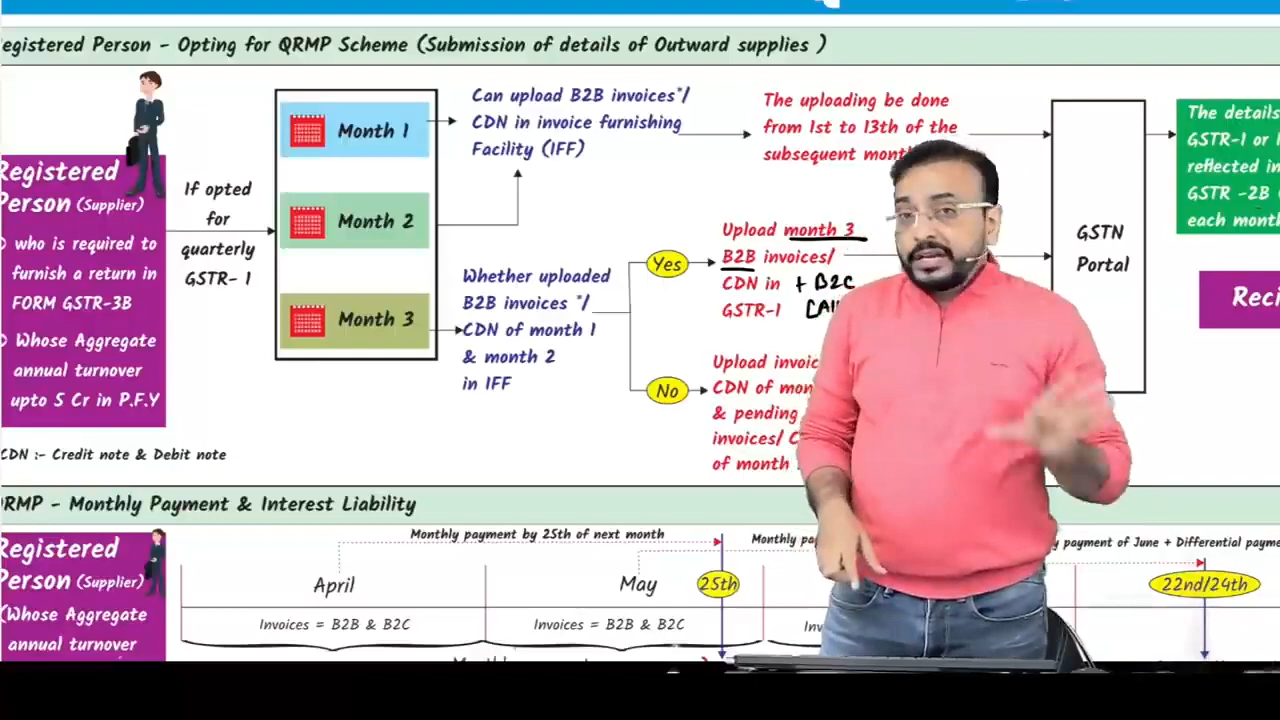 egistered Person - Opting for QRMP Scheme (Submission of details of Outward supplies )
Registered
Person (Supplier)
who is required to
furnish a return in
FORM GSTR-3B
Whose Aggregate
annual turnover
upto 5 Cr in P.F.Y
If opted
for
quarterly
GSTR- 1
Month 1
Month 2
Month 3
Can upload B2B invoices*/
CDN in invoice furnishing
Facility (IFF)
The uploading be done
from 1st to 13th of the
subsequent month
Whether uploaded
B2B invoices */
CDN of month 1
& month 2
in IFF
Yes
Upload month 3
B2B invoices/
CDN in + B2C
GSTR-1
No
Upload invoic
CDN of mon
& pending
invoices/ C
of month
GSTN
Portal
The details
GSTR-1 or I
reflected in
GSTR -2B
each month
Reci
CDN :- Credit note & Debit note
QRMP - Monthly Payment & Interest Liability
Registered
Person (Supplier)
(Whose Aggregate
annual turnover
Monthly payment by 25th of next month
Monthly pa
y payment of June + Differential payme
April
May
25th
22nd/24th
Invoices = B2B & B2C
Invoices = B2B & B2C
Inv